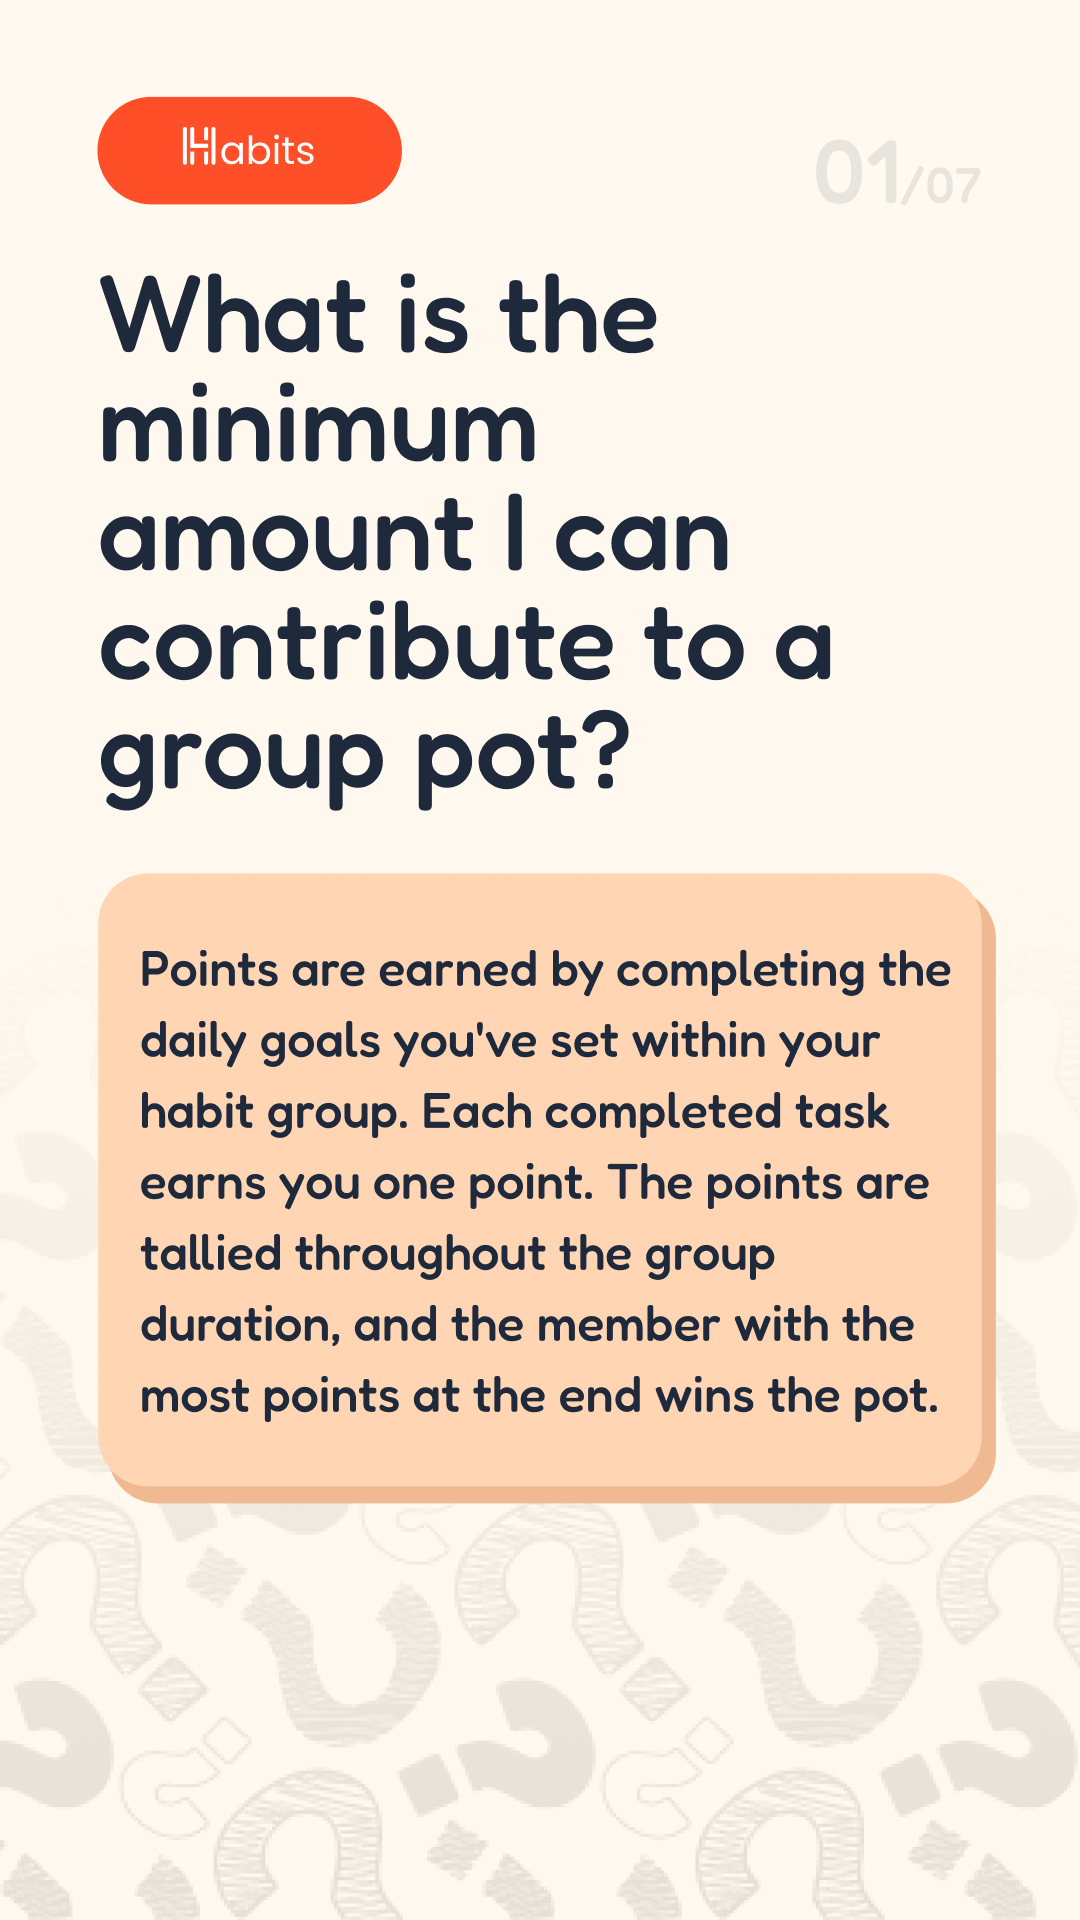 Habits
01/07
What is the
minimum
amount I can
contribute to a
group pot?
Points are earned by completing the
daily goals you've set within your
habit group. Each completed task
earns you one point. The points are
tallied throughout the group
duration, and the member with the
most points at the end wins the pot.